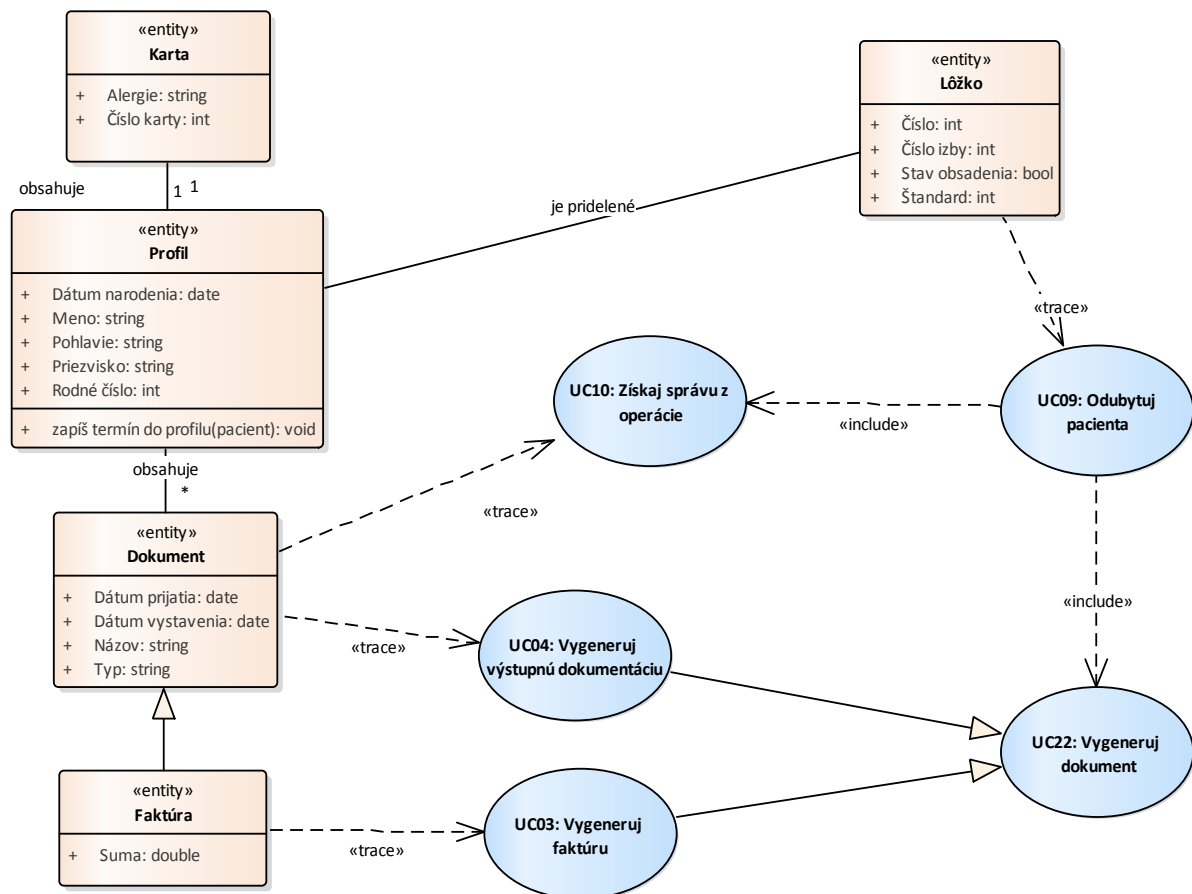 «entity»
Karta
+ Alergie: string
+ Číslo karty: int
«entity»
Lôžko
+ Číslo: int
+ Číslo izby: int
+ Stav obsadenia: bool
+ Štandard: int
obsahuje
1
1
je pridelené
«entity»
Profil
+ Dátum narodenia: date
+ Meno: string
+ Pohlavie: string
+ Priezvisko: string
+ Rodné číslo: int
+ zapíš termín do profilu(pacient): void
«trace»
UC10: Získaj správu z
operácie
«include»
UC09: Odubytuj
pacienta
obsahuje
*
«trace»
«entity»
Dokument
+ Dátum prijatia: date
+ Dátum vystavenia: date
+ Názov: string
+ Typ: string
«trace»
UC04: Vygeneruj
výstupnú dokumentáciu
«include»
UC22: Vygeneruj
dokument
«entity»
Faktúra
+ Suma: double
«trace»
UC03: Vygeneruj
faktúru